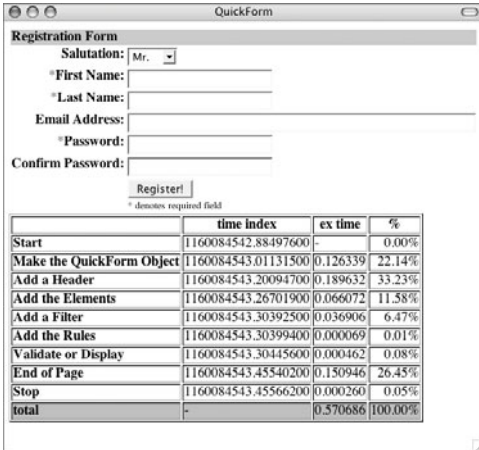 QuickForm
Registration Form
Salutation: Mr.
*First Name:
*Last Name:
Email Address:
*Password:
Confirm Password:
Register!
* denotes required field
time index ex time %
Start 1160084542.88497600 - 0.00%
Make the QuickForm Object 1160084543.01131500 0.126339 22.14%
Add a Header 1160084543.20094700 0.189632 33.23%
Add the Elements 1160084543.26701900 0.066072 11.58%
Add a Filter 1160084543.30392500 0.036906 6.47%
Add the Rules 1160084543.30399400 0.000069 0.01%
Validate or Display 1160084543.30445600 0.000462 0.08%
End of Page 1160084543.45540200 0.150946 26.45%
Stop 1160084543.45566200 0.000260 0.05%
total - 0.570686 100.00%